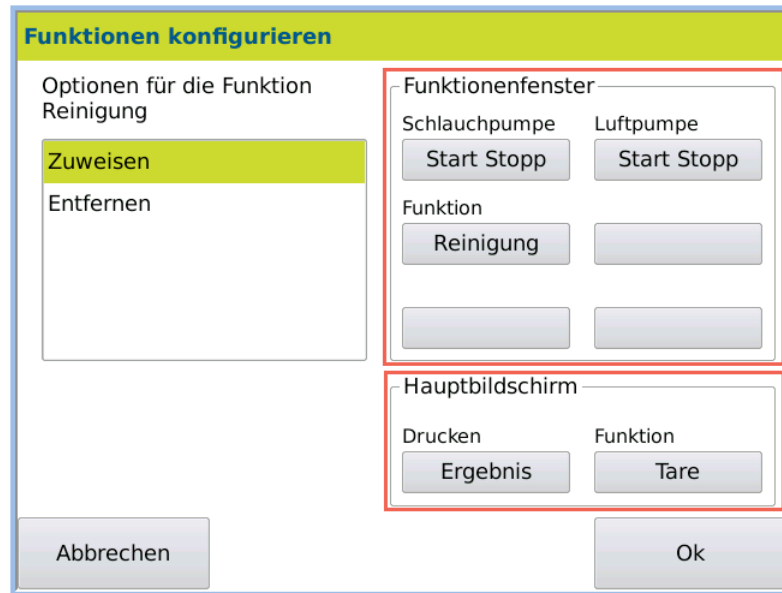 Funktionen konfigurieren
Optionen für die Funktion
Reinigung
Zuweisen
Entfernen
Funktionenfenster
Schlauchpumpe
Luftpumpe
Start Stopp
Start Stopp
Funktion
Reinigung
Hauptbildschirm
Drucken
Funktion
Ergebnis
Tare
Abbrechen
Ok